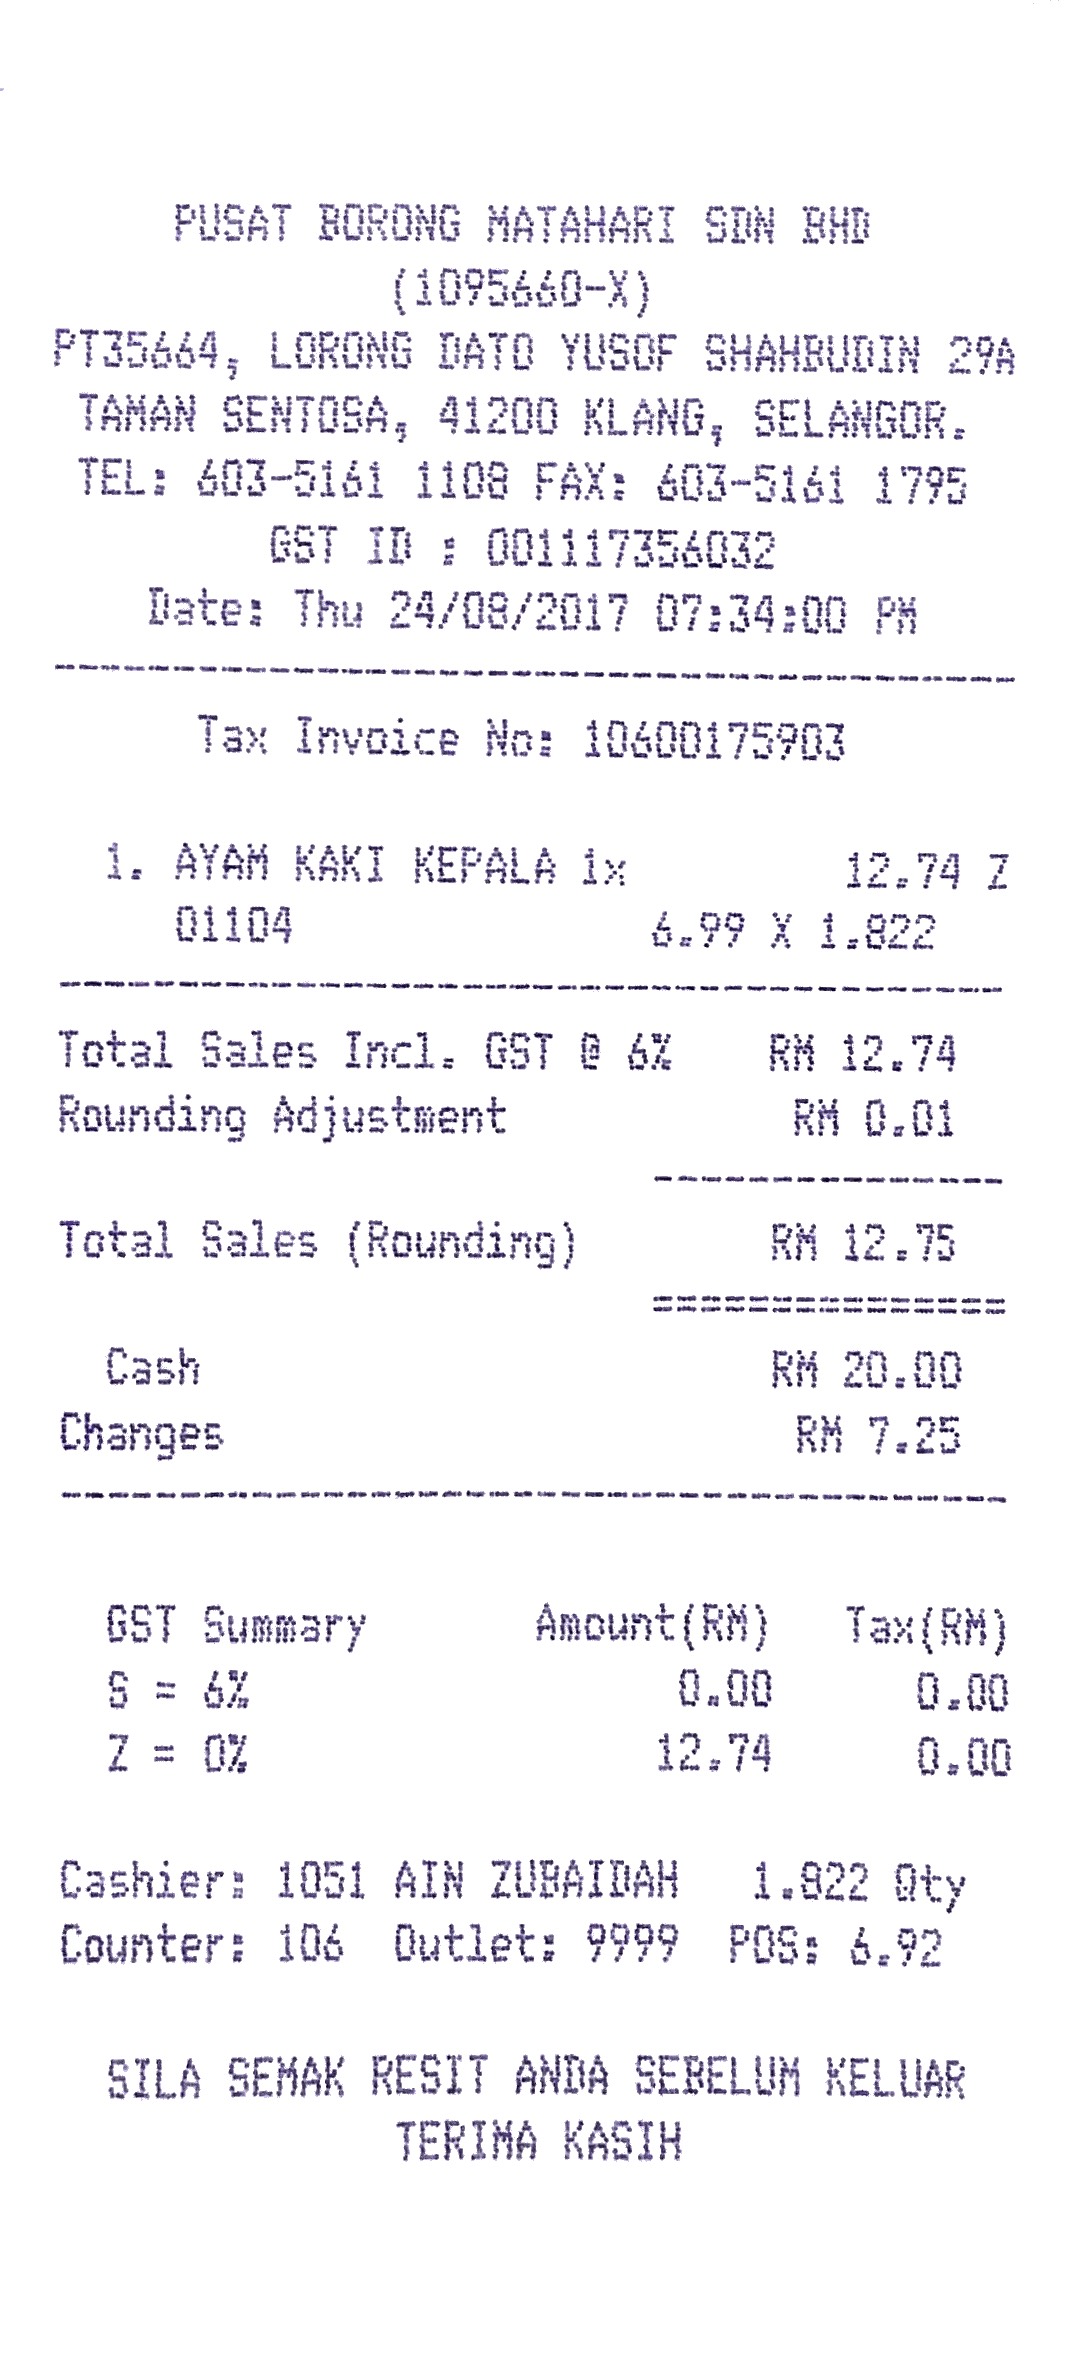 PUSAT BORONG MATAHARI SDN BHD
(1095660-X)
PT35664, LORONG DATO YUSOF SHAHBUDIN 29A
TAMAN SENTOSA, 41200 KLANG, SELANGOR.
TEL: 603-5161 1108 FAX: 603-5161 1795
GST ID : 001117356032
Date: Thu 24/08/2017 07:34:00 PM
----------------------------------------
Tax Invoice No: 10600175903
1. AYAM KAKI KEPALA 1x 12.74 Z
01104 6.99 X 1.822
----------------------------------------
Total Sales Incl. GST @ 6% RM 12.74
Rounding Adjustment RM 0.01
---------------
Total Sales (Rounding) RM 12.75
===============
Cash RM 20.00
Changes RM 7.25
----------------------------------------
GST Summary Amount(RM) Tax(RM)
S = 6% 0.00 0.00
Z = 0% 12.74 0.00
Cashier: 1051 AIN ZUBAIDAH 1.822 Qty
Counter: 106 Outlet: 9999 POS: 6.92
SILA SEMAK RESIT ANDA SEBELUM KELUAR
TERIMA KASIH